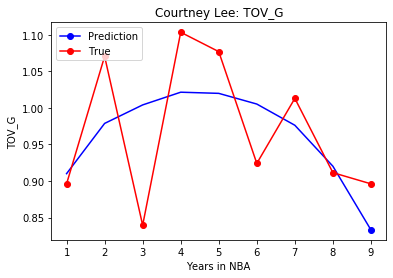 Courtney Lee: TOV_G
Prediction
True
1.10
1.05
1.00
0.95
0.90
0.85
TOV_G
1 2 3 4 5 6 7 8 9
Years in NBA